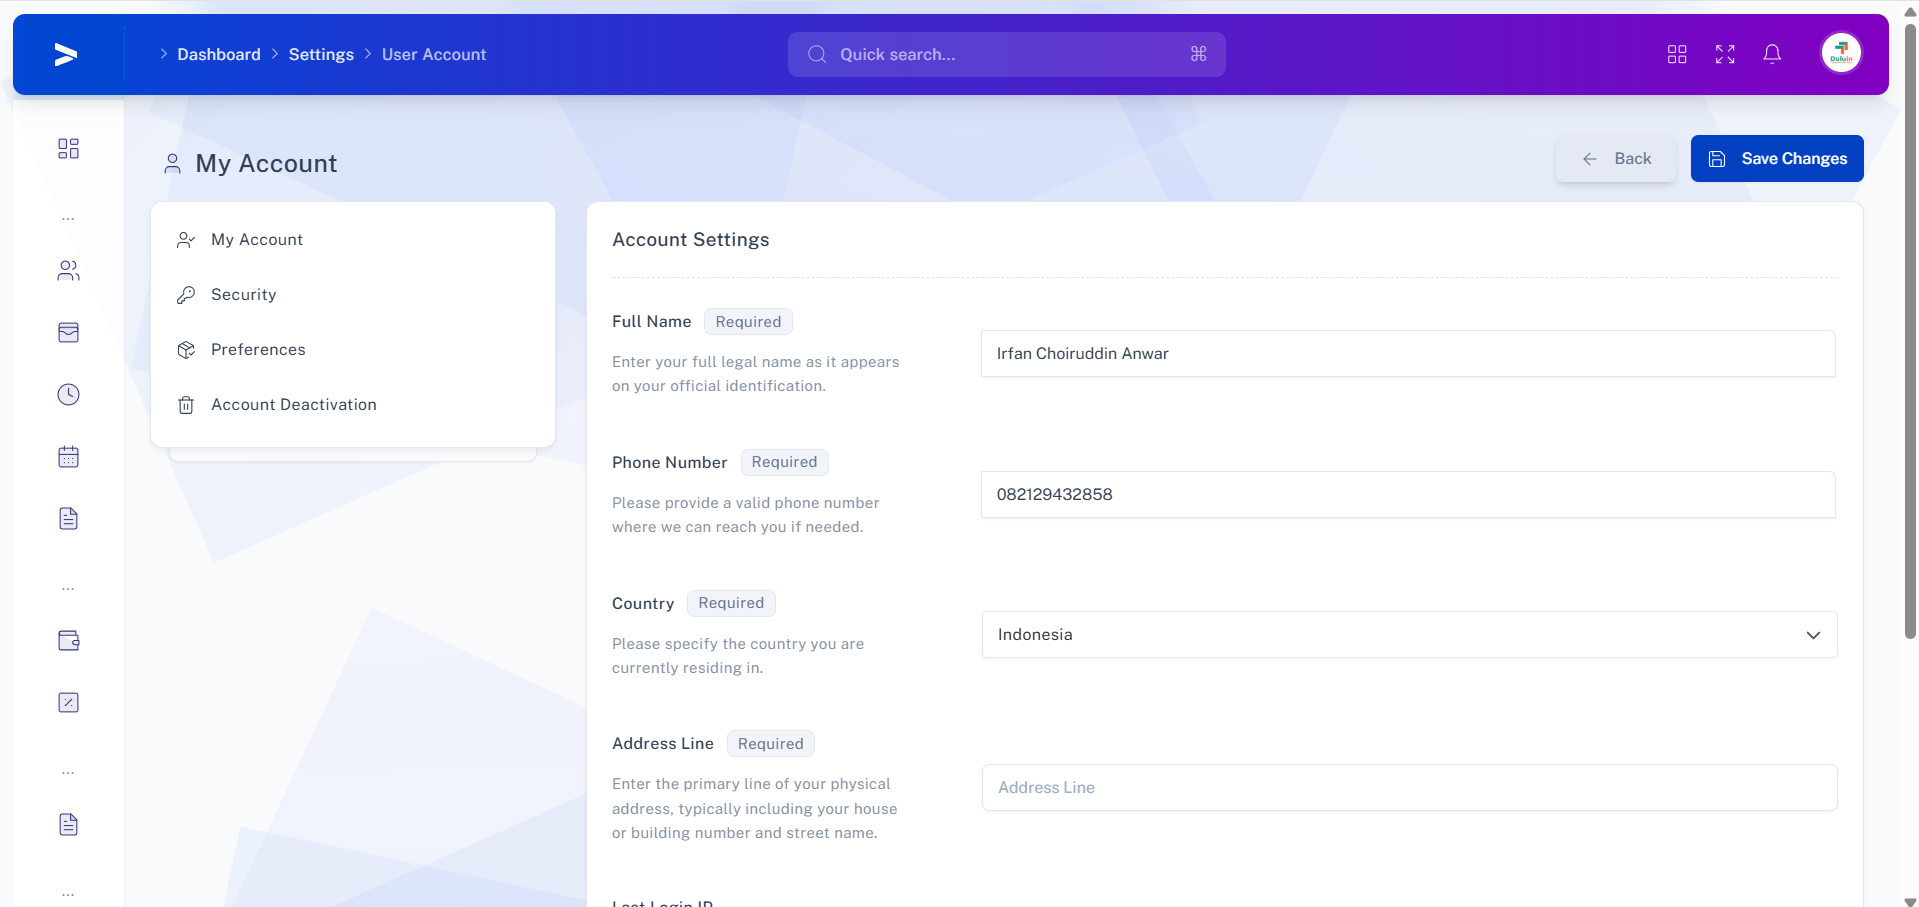 Dashboard Settings User Account
Quick search...
⌘
Duluin
My Account
Back
Save Changes
...
My Account
Security
Preferences
Account Deactivation
Account Settings
Full Name Required
Enter your full legal name as it appears
on your official identification.
Irfan Choiruddin Anwar
Phone Number Required
Please provide a valid phone number
where we can reach you if needed.
082129432858
...
Country Required
Please specify the country you are
currently residing in.
Indonesia
Address Line Required
Enter the primary line of your physical
address, typically including your house
or building number and street name.
Address Line
...
...
Last Login IP